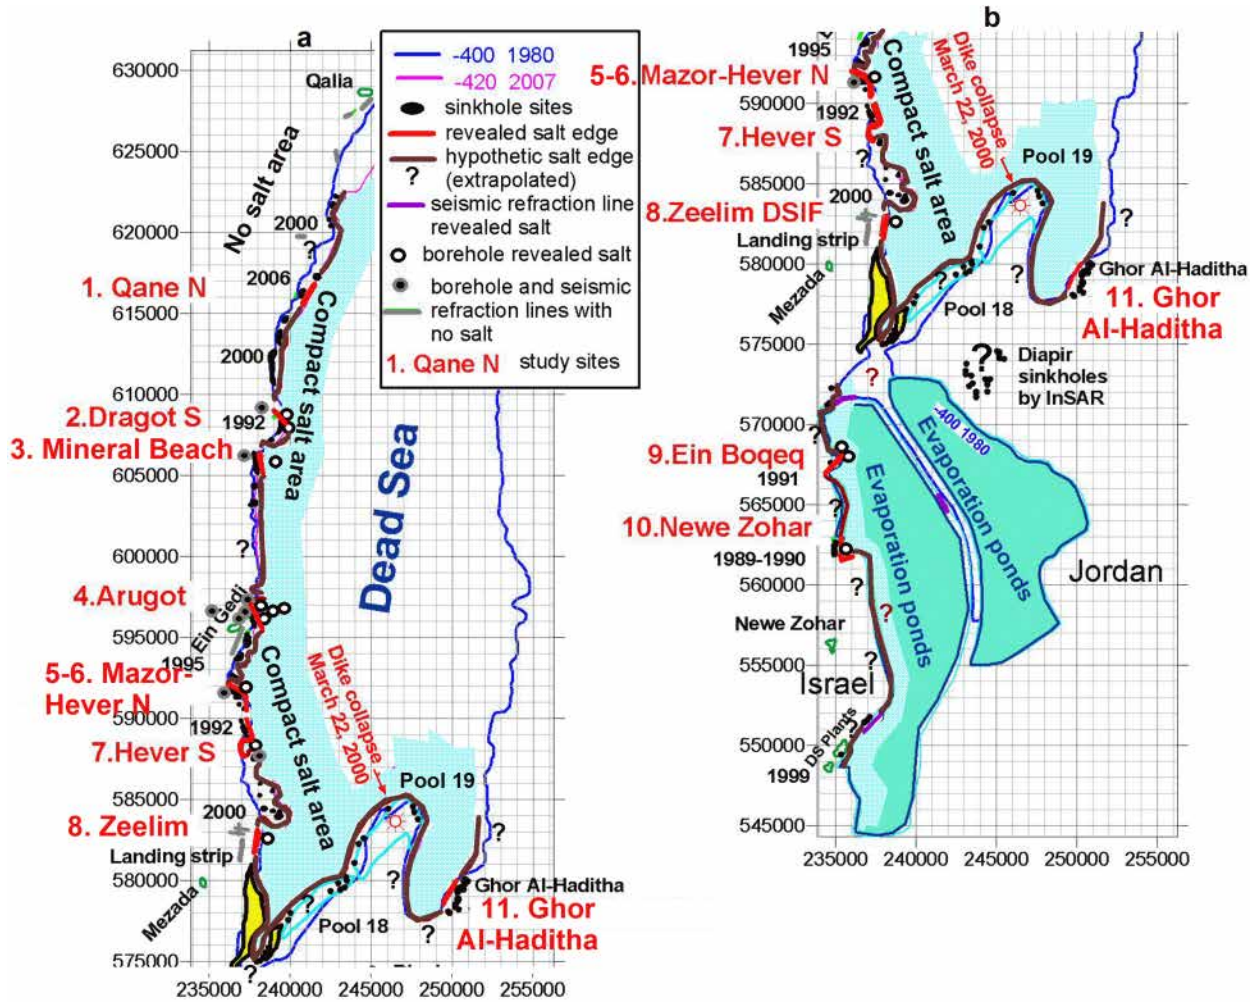 a
-400 1980
-420 2007
sinkhole sites
revealed salt edge
hypothetic salt edge
? (extrapolated)
seismic refraction line
revealed salt
borehole revealed salt
borehole and seismic
refraction lines with
no salt
1. Qane N study sites
630000
625000
620000
615000
610000
605000
600000
595000
590000
585000
580000
575000
235000 240000 245000 250000 255000
Qalia
No salt area
2000
?
2006
1. Qane N
Compact salt area
2000
2.Dragot S
1992
3. Mineral Beach
?
Dead Sea
4.Arugot
Ein Gedi
1995
5-6. Mazor-
Hever N
1992
7.Hever S
Compact salt area
Dike collapse
March 22, 2000
Pool 19
2000
8. Zeelim
Landing strip
Mezada
?
?
?
?
?
Pool 18
Ghor Al-Haditha
11. Ghor
Al-Haditha
b
1995
5-6.Mazor-Hever N
590000
1992
7.Hever S
?
Compact salt area
Dike collapse
March 22, 2000
Pool 19
585000
2000
8.Zeelim DSIF
Landing strip
Mezada
580000
?
?
?
Pool 18
Ghor Al-Haditha
11. Ghor
Al-Haditha
575000
?
?
Diapir
sinkholes
by InSAR
570000
?
-400 1980
Evaporation ponds
9.Ein Boqeq
1991
565000
?
Evaporation ponds
10.Newe Zohar
1989-1990
560000
?
?
Jordan
Newe Zohar
555000
?
Israel
DS Plants
?
550000
1999
545000
235000 240000 245000 250000 255000